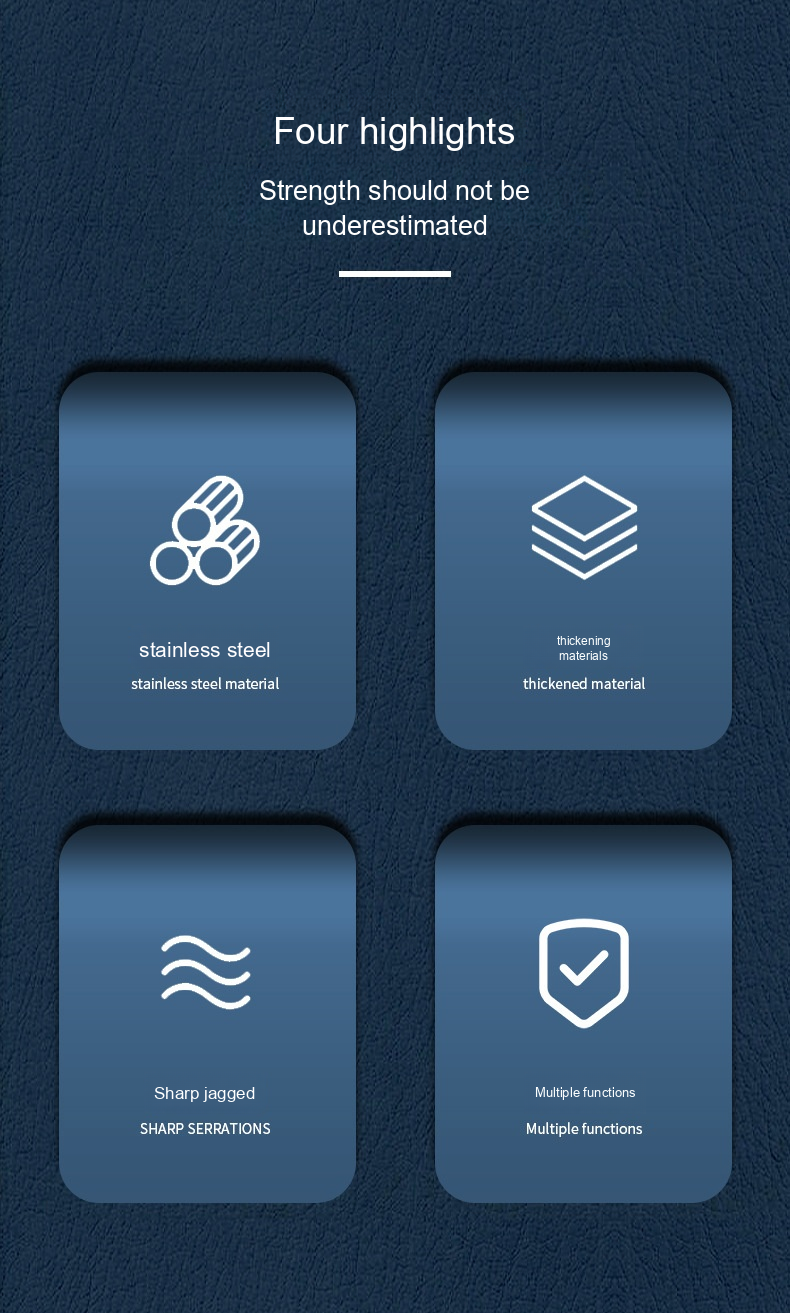 Four highlights
Strength should not be
underestimated
stainless steel
stainless steel material
thickening
materials
thickened material
Sharp jagged
SHARP SERRATIONS
Multiple functions
Multiple functions